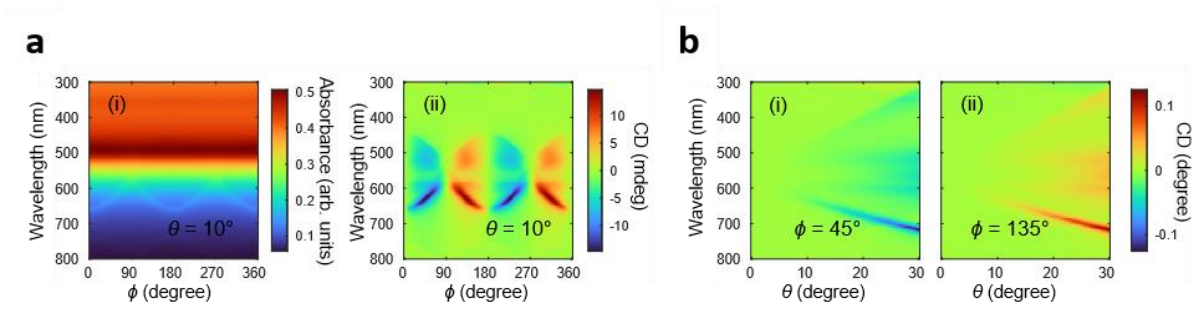 a
b
300
400
500
600
700
800
Wavelength (nm)
(i)
θ = 10°
0 90 180 270 360
ϕ (degree)
0.5
0.4
0.3
0.2
0.1
Absorbance (arb. units)
300
400
500
600
700
800
Wavelength (nm)
(ii)
θ = 10°
0 90 180 270 360
ϕ (degree)
10
5
0
-5
-10
CD (mdeg)
300
400
500
600
700
800
Wavelength (nm)
(i)
ϕ = 45°
0 10 20 30
θ (degree)
(ii)
ϕ = 135°
0 10 20 30
θ (degree)
0.1
0
-0.1
CD (degree)